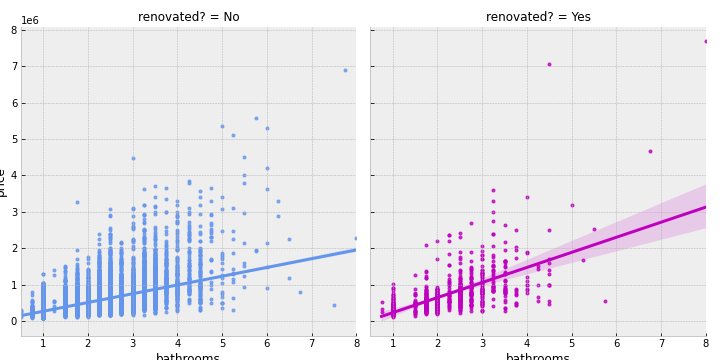 renovated? = No
renovated? = Yes
1e6
8
7
6
5
4
3
2
1
0
price
1 2 3 4 5 6 7 8
1 2 3 4 5 6 7 8
bathrooms
bathrooms